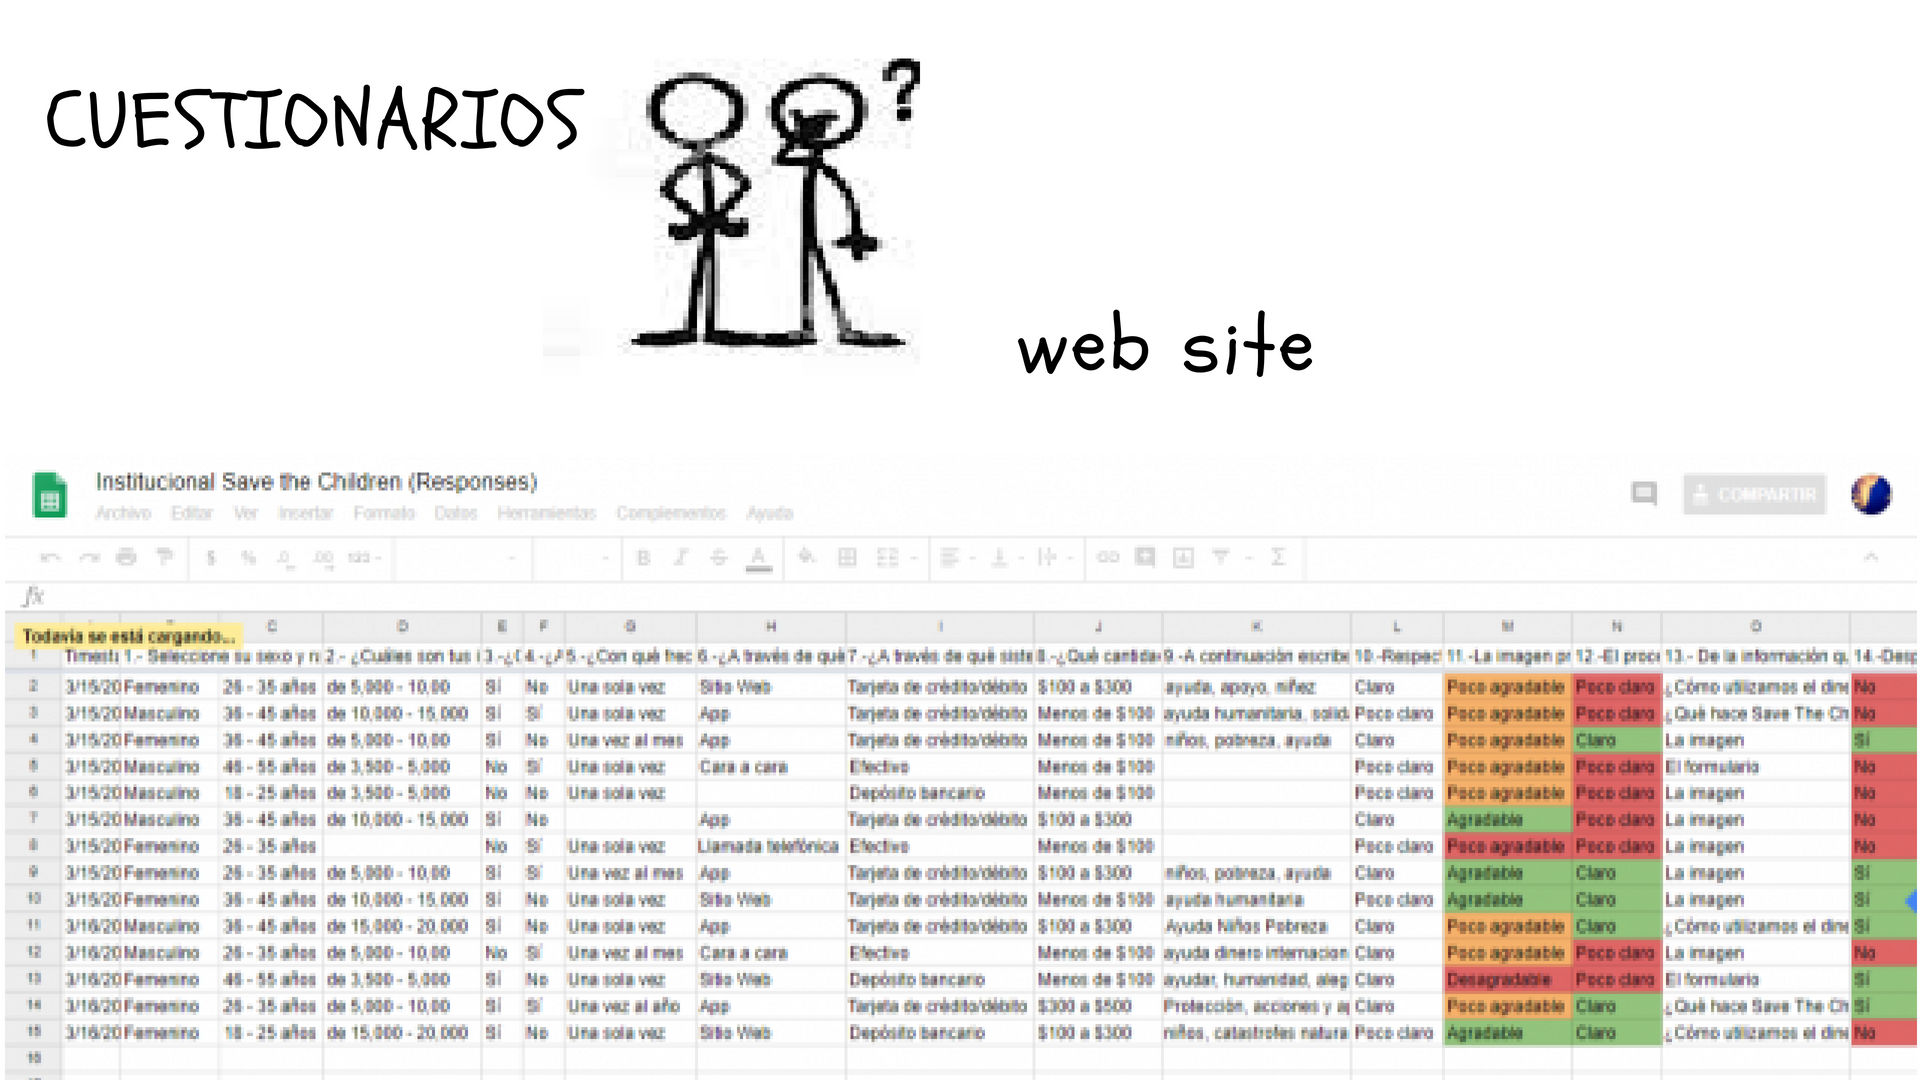 CUESTIONARIOS
?
web site
Institucional Save the Children (Responses)
COMPARTIR
Archivo Editar Ver Insertar Formato Datos Herramientas Complementos Ayuda
$ % .0 .00 123 B I S A Σ
fx
Todavía se está cargando...
C D E F G H I J K L M N O
1 Timest 1.- Seleccione su sexo y r 2.- ¿Cuáles son tus i 3.-¿ 4.-¿ 5.-¿Con qué frec 6.-¿A través de qué 7.-¿A través de qué siste 8.-¿Qué cantida 9.-A continuación escribe 10.-Respec 11.-La imagen pr 12.-El proc 13.- De la información q 14.-Desp
2 3/15/20 Femenino 26 - 35 años de 5,000 - 10,00 Sí No Una sola vez Sitio Web Tarjeta de crédito/débito $100 a $300 ayuda, apoyo, niñez Claro Poco agradable Poco claro ¿Cómo utilizamos el dine No
3 3/15/20 Masculino 36 - 45 años de 10,000 - 15,000 Sí Sí Una sola vez App Tarjeta de crédito/débito Menos de $100 ayuda humanitaria, solid Poco claro Poco agradable Poco claro ¿Qué hace Save The Ch No
4 3/15/20 Femenino 36 - 45 años de 5,000 - 10,00 Sí No Una vez al mes App Tarjeta de crédito/débito Menos de $100 niños, pobreza, ayuda Claro Poco agradable Claro La imagen Sí
5 3/15/20 Masculino 46 - 55 años de 3,500 - 5,000 No Sí Una sola vez Cara a cara Efectivo Menos de $100 Poco claro Poco agradable Poco claro El formulario No
6 3/15/20 Masculino 18 - 25 años de 3,500 - 5,000 No No Una sola vez Depósito bancario Menos de $100 Poco claro Poco agradable Poco claro La imagen No
7 3/15/20 Masculino 36 - 45 años de 10,000 - 15,000 Sí No App Tarjeta de crédito/débito $100 a $300 Claro Agradable Poco claro La imagen No
8 3/15/20 Femenino 26 - 35 años No Sí Una sola vez Llamada telefónica Efectivo Menos de $100 Poco claro Poco agradable Poco claro La imagen No
9 3/15/20 Femenino 26 - 35 años de 5,000 - 10,00 Sí Sí Una vez al mes App Tarjeta de crédito/débito $100 a $300 niños, pobreza, ayuda Claro Agradable Claro La imagen Sí
10 3/15/20 Femenino 36 - 45 años de 10,000 - 15,000 Sí No Una sola vez Sitio Web Tarjeta de crédito/débito Menos de $100 ayuda humanitaria Poco claro Agradable Claro La imagen Sí
11 3/16/20 Masculino 36 - 45 años de 15,000 - 20,000 Sí No Una sola vez App Tarjeta de crédito/débito $100 a $300 Ayuda Niños Pobreza Claro Poco agradable Claro ¿Cómo utilizamos el dine Sí
12 3/16/20 Masculino 26 - 35 años de 5,000 - 10,00 No Sí Una vez al mes Cara a cara Efectivo Menos de $100 ayuda dinero internacion Claro Poco agradable Poco claro La imagen No
13 3/16/20 Femenino 46 - 55 años de 3,500 - 5,000 Sí No Una sola vez Sitio Web Depósito bancario Menos de $100 ayudar, humanidad, aleg Claro Desagradable Poco claro El formulario Sí
14 3/16/20 Femenino 26 - 35 años de 5,000 - 10,00 Sí Sí Una vez al año App Tarjeta de crédito/débito $300 a $500 Protección, acciones y a Claro Poco agradable Claro ¿Qué hace Save The Ch Sí
15 3/16/20 Femenino 18 - 25 años de 15,000 - 20,000 Sí No Una sola vez Sitio Web Depósito bancario $100 a $300 niños, catastrofes natura Poco claro Agradable Claro ¿Cómo utilizamos el dine No
16